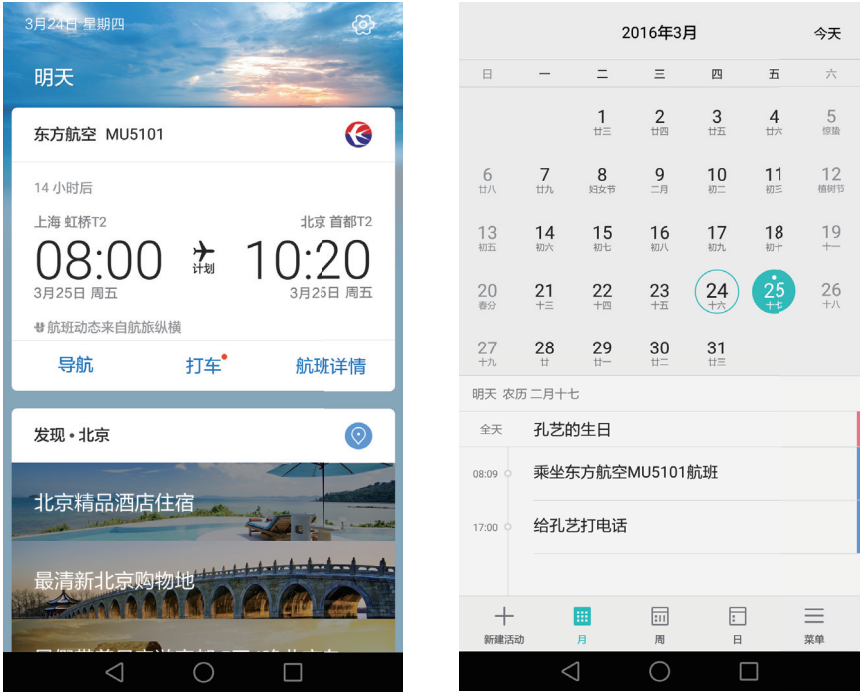 3月24日 星期四
明天
东方航空 MU5101
14 小时后
上海 虹桥T2
北京 首都T2
08:00
计划
10:20
3月25日 周五
3月25日 周五
航班动态来自航旅纵横
导航
打车
航班详情
发现•北京
北京精品酒店住宿
最清新北京购物地
2016年3月
今天
日 一 二 三 四 五 六
1 2 3 4 5
廿三 廿四 廿五 廿六 惊蛰
6 7 8 9 10 11 12
廿八 廿九 妇女节 二月 初二 初三 植树节
13 14 15 16 17 18 19
初五 初六 初七 初八 初九 初十 十一
20 21 22 23 24 25 26
春分 十三 十四 十五 十六 十七 十八
27 28 29 30 31
十九 廿 廿一 廿二 廿三
明天 农历 二月十七
全天 孔艺的生日
08:09 乘坐东方航空MU5101航班
17:00 给孔艺打电话
新建活动 月 周 日 菜单